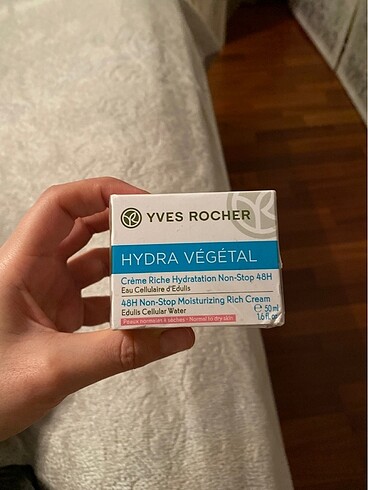 YVES ROCHER
HYDRA VÉGÉTAL
Crème Riche Hydratation Non-Stop 48H
Eau Cellulaire d'Edulis
48H Non-Stop Moisturizing Rich Cream
Edulis Cellular Water
Peaux normales à sèches - Normal to dry skin
℮ 50 ml
1.6 fl.oz